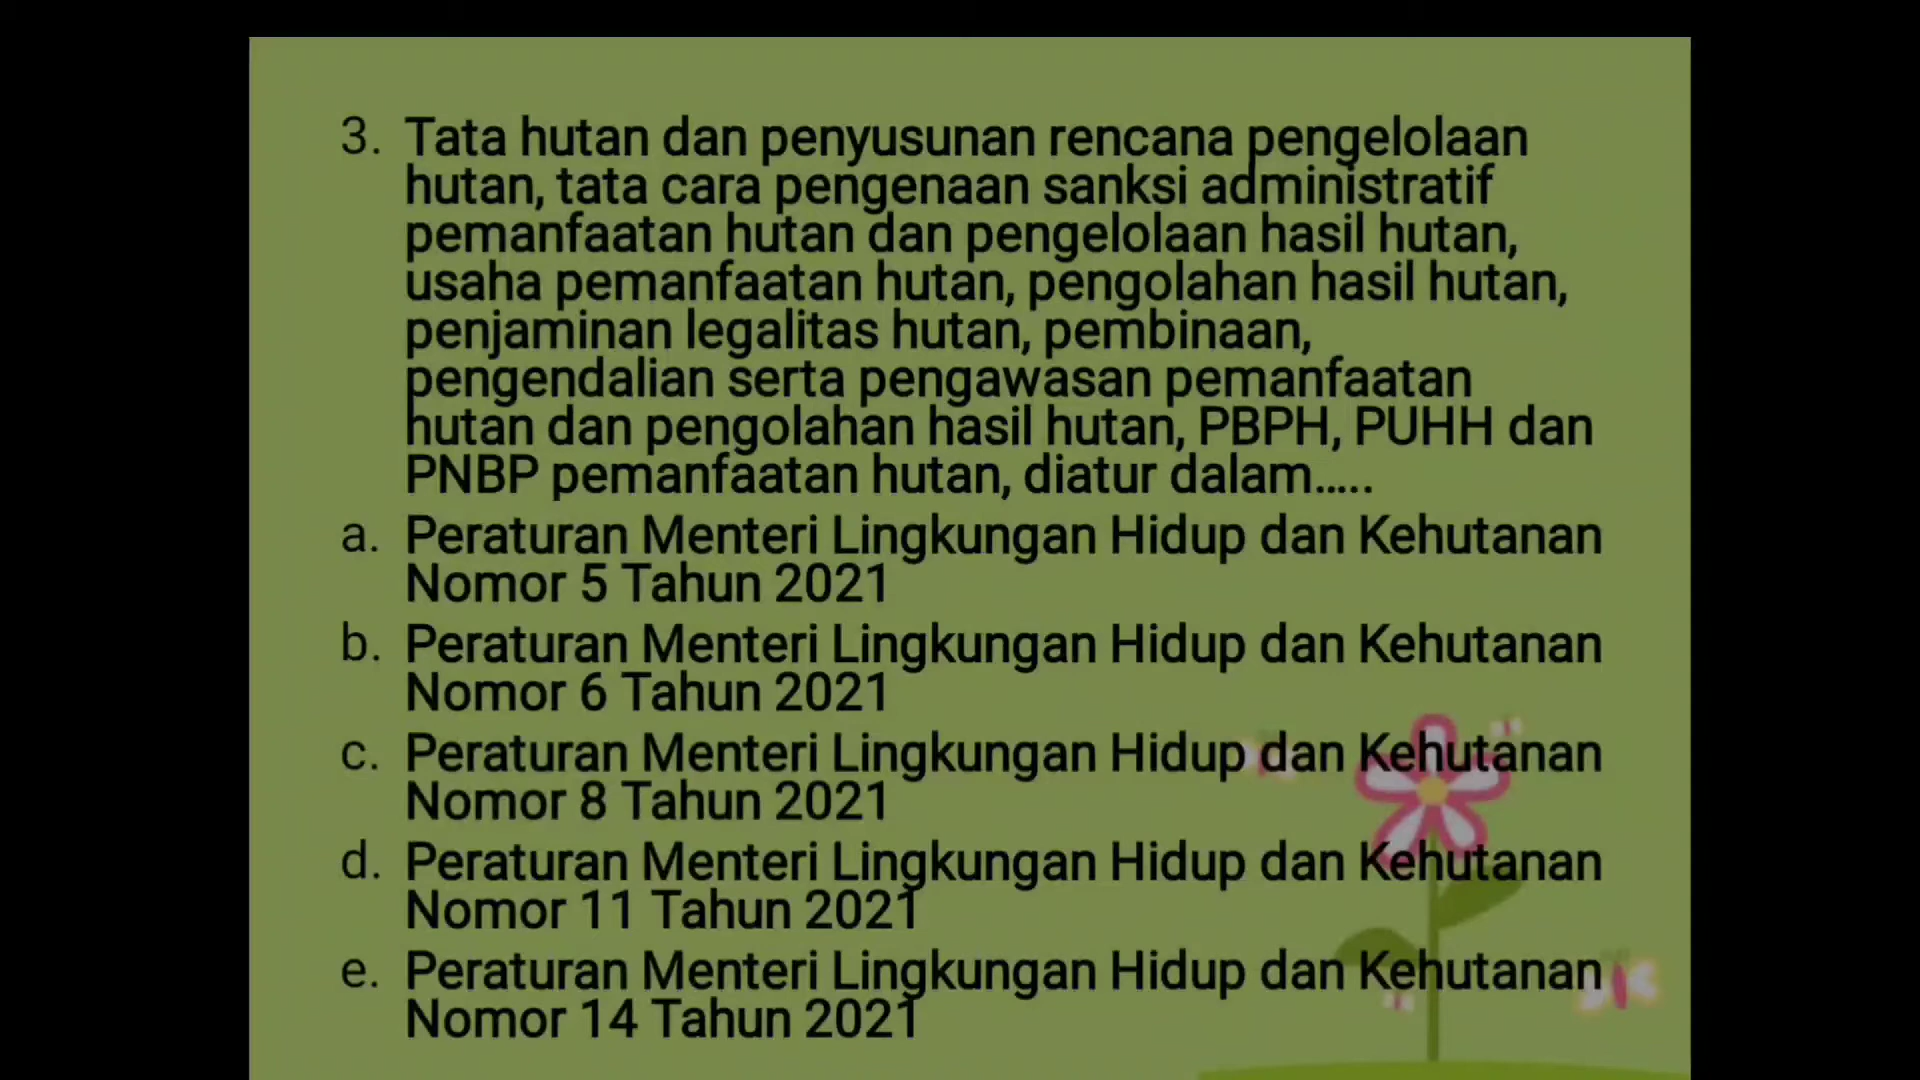 3. Tata hutan dan penyusunan rencana pengelolaan
hutan, tata cara pengenaan sanksi administratif
pemanfaatan hutan dan pengelolaan hasil hutan,
usaha pemanfaatan hutan, pengolahan hasil hutan,
penjaminan legalitas hutan, pembinaan,
pengendalian serta pengawasan pemanfaatan
hutan dan pengolahan hasil hutan, PBPH, PUHH dan
PNBP pemanfaatan hutan, diatur dalam.....
a. Peraturan Menteri Lingkungan Hidup dan Kehutanan
Nomor 5 Tahun 2021
b. Peraturan Menteri Lingkungan Hidup dan Kehutanan
Nomor 6 Tahun 2021
c. Peraturan Menteri Lingkungan Hidup dan Kehutanan
Nomor 8 Tahun 2021
d. Peraturan Menteri Lingkungan Hidup dan Kehutanan
Nomor 11 Tahun 2021
e. Peraturan Menteri Lingkungan Hidup dan Kehutanan
Nomor 14 Tahun 2021